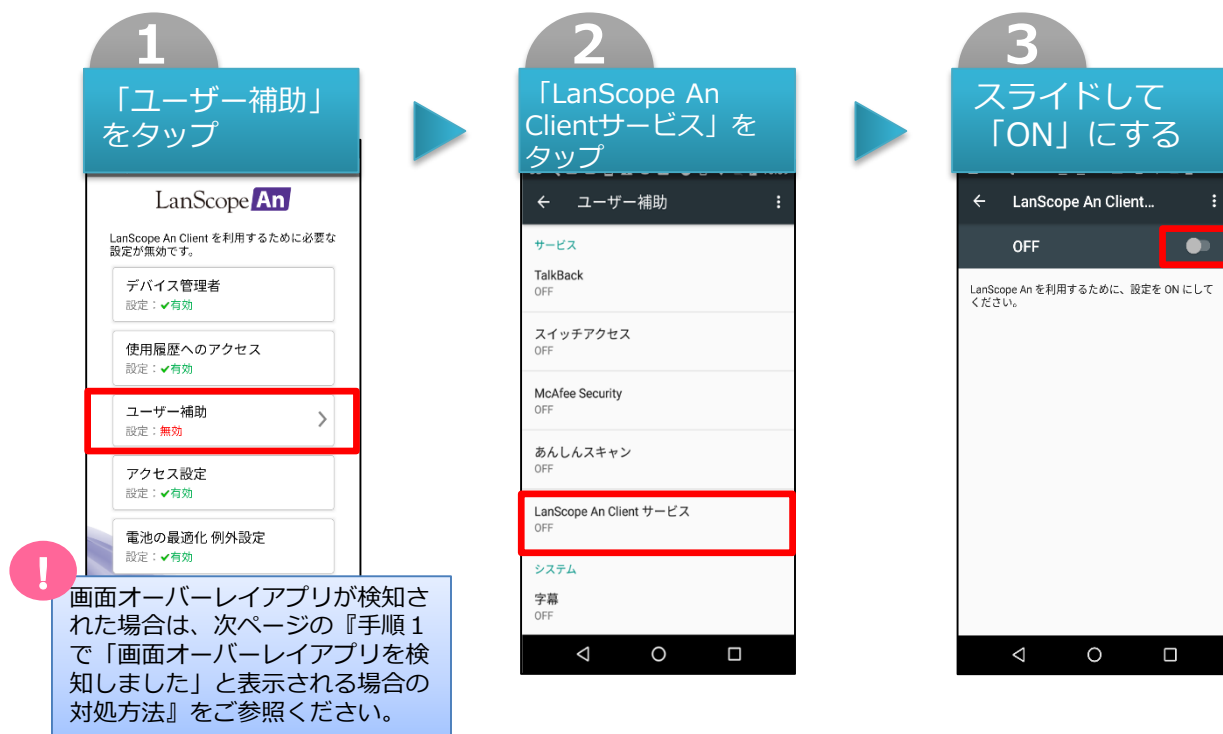 1
「ユーザー補助」
をタップ
LanScope An
LanScope An Client を利用するために必要な
設定が無効です。
デバイス管理者
設定：✔有効
使用履歴へのアクセス
設定：✔有効
ユーザー補助
設定：無効
アクセス設定
設定：✔有効
電池の最適化 例外設定
設定：✔有効
!
画面オーバーレイアプリが検知さ
れた場合は、次ページの『手順１
で「画面オーバーレイアプリを検
知しました」と表示される場合の
対処方法』をご参照ください。
2
「LanScope An
Clientサービス」を
タップ
ユーザー補助
サービス
TalkBack
OFF
スイッチアクセス
OFF
McAfee Security
OFF
あんしんスキャン
OFF
LanScope An Client サービス
OFF
システム
字幕
OFF
3
スライドして
「ON」にする
LanScope An Client...
OFF
LanScope An を利用するために、設定を ON にして
ください。